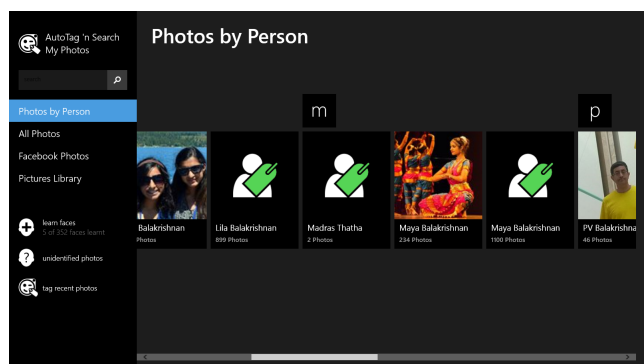 AutoTag 'n Search
My Photos
Photos by Person
Photos by Person
All Photos
Facebook Photos
Pictures Library
learn faces
5 of 352 faces learnt
unidentified photos
tag recent photos
m
p
Balakrishnan
Photos
Lila Balakrishnan
899 Photos
Madras Thatha
2 Photos
Maya Balakrishnan
234 Photos
Maya Balakrishnan
1100 Photos
PV Balakrishna
46 Photos